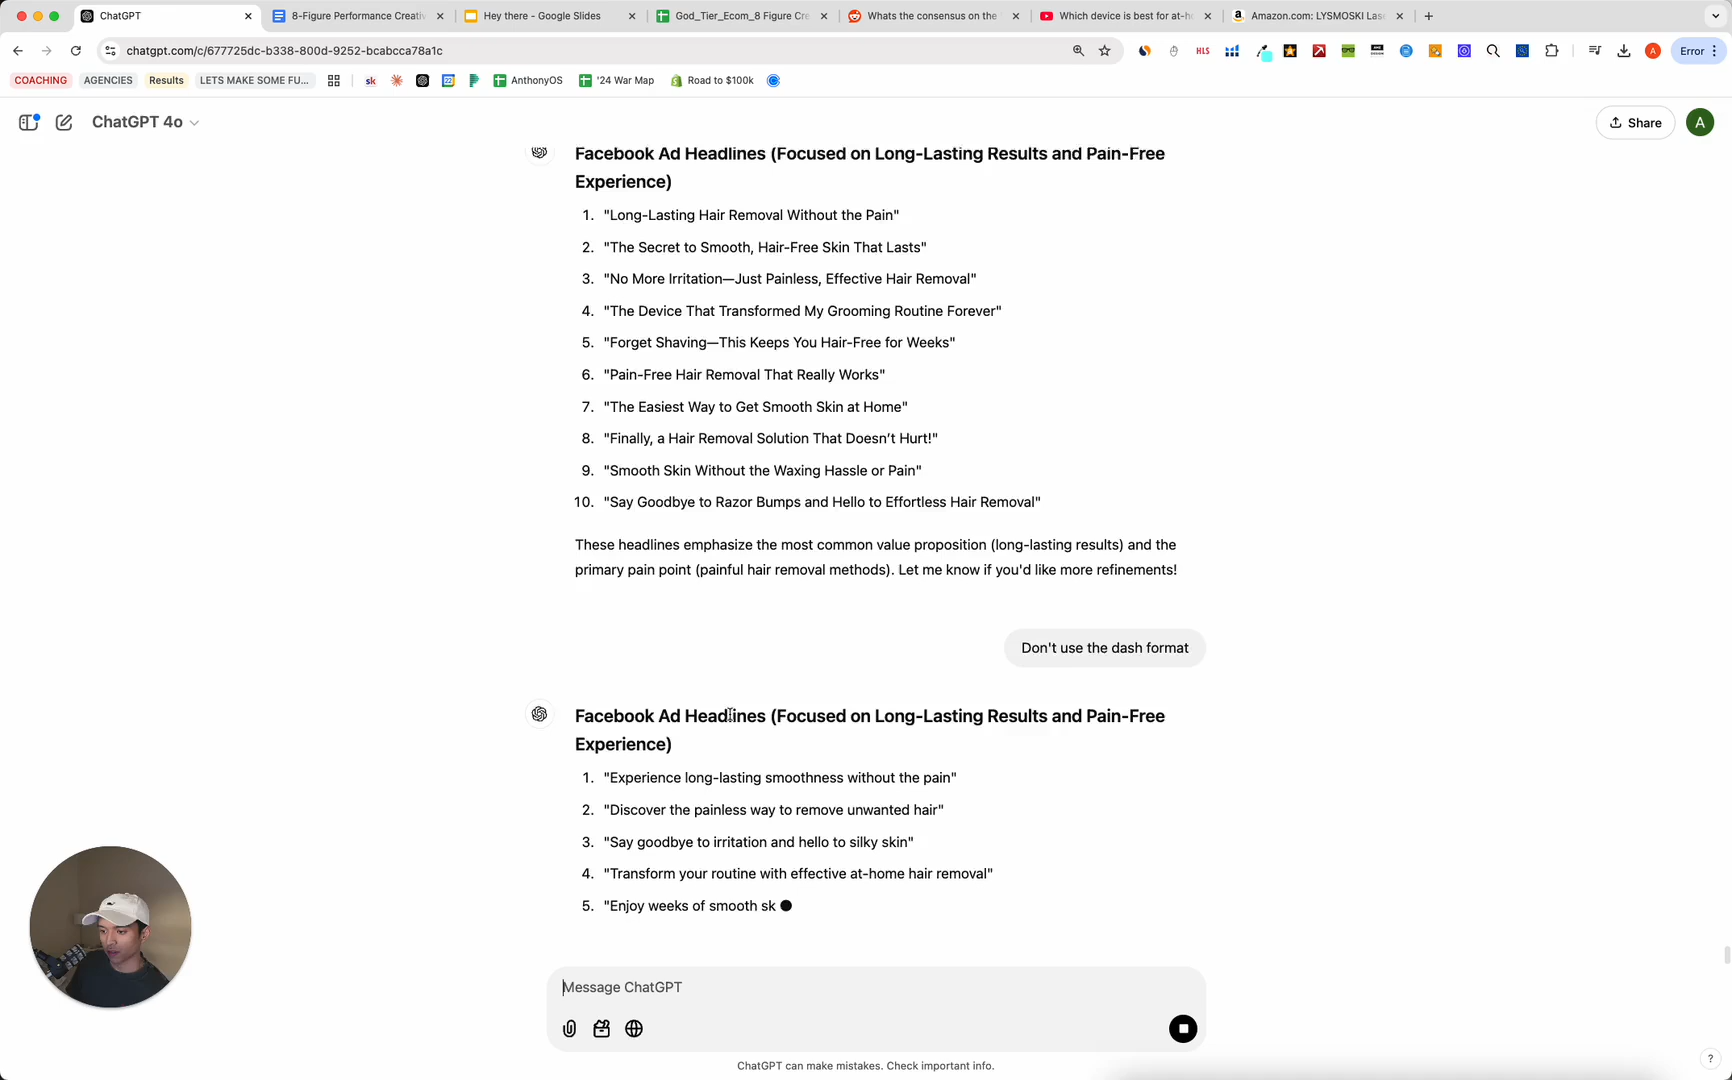 ChatGPT
8-Figure Performance Creativ
Hey there - Google Slides
God_Tier_Ecom_8 Figure Cre
Whats the consensus on the
Which device is best for at-ho
Amazon.com: LYSMOSKI Las
chatgpt.com/c/677725dc-b338-800d-9252-bcabcca78a1c
HLS
A
Error
COACHING
AGENCIES
Results
LETS MAKE SOME FU...
sk
AnthonyOS
'24 War Map
Road to $100k
ChatGPT 4o
Share
A
Facebook Ad Headlines (Focused on Long-Lasting Results and Pain-Free
Experience)
1. "Long-Lasting Hair Removal Without the Pain"
2. "The Secret to Smooth, Hair-Free Skin That Lasts"
3. "No More Irritation—Just Painless, Effective Hair Removal"
4. "The Device That Transformed My Grooming Routine Forever"
5. "Forget Shaving—This Keeps You Hair-Free for Weeks"
6. "Pain-Free Hair Removal That Really Works"
7. "The Easiest Way to Get Smooth Skin at Home"
8. "Finally, a Hair Removal Solution That Doesn’t Hurt!"
9. "Smooth Skin Without the Waxing Hassle or Pain"
10. "Say Goodbye to Razor Bumps and Hello to Effortless Hair Removal"
These headlines emphasize the most common value proposition (long-lasting results) and the
primary pain point (painful hair removal methods). Let me know if you'd like more refinements!
Don't use the dash format
Facebook Ad Headlines (Focused on Long-Lasting Results and Pain-Free
Experience)
1. "Experience long-lasting smoothness without the pain"
2. "Discover the painless way to remove unwanted hair"
3. "Say goodbye to irritation and hello to silky skin"
4. "Transform your routine with effective at-home hair removal"
5. "Enjoy weeks of smooth sk
Message ChatGPT
ChatGPT can make mistakes. Check important info.
?